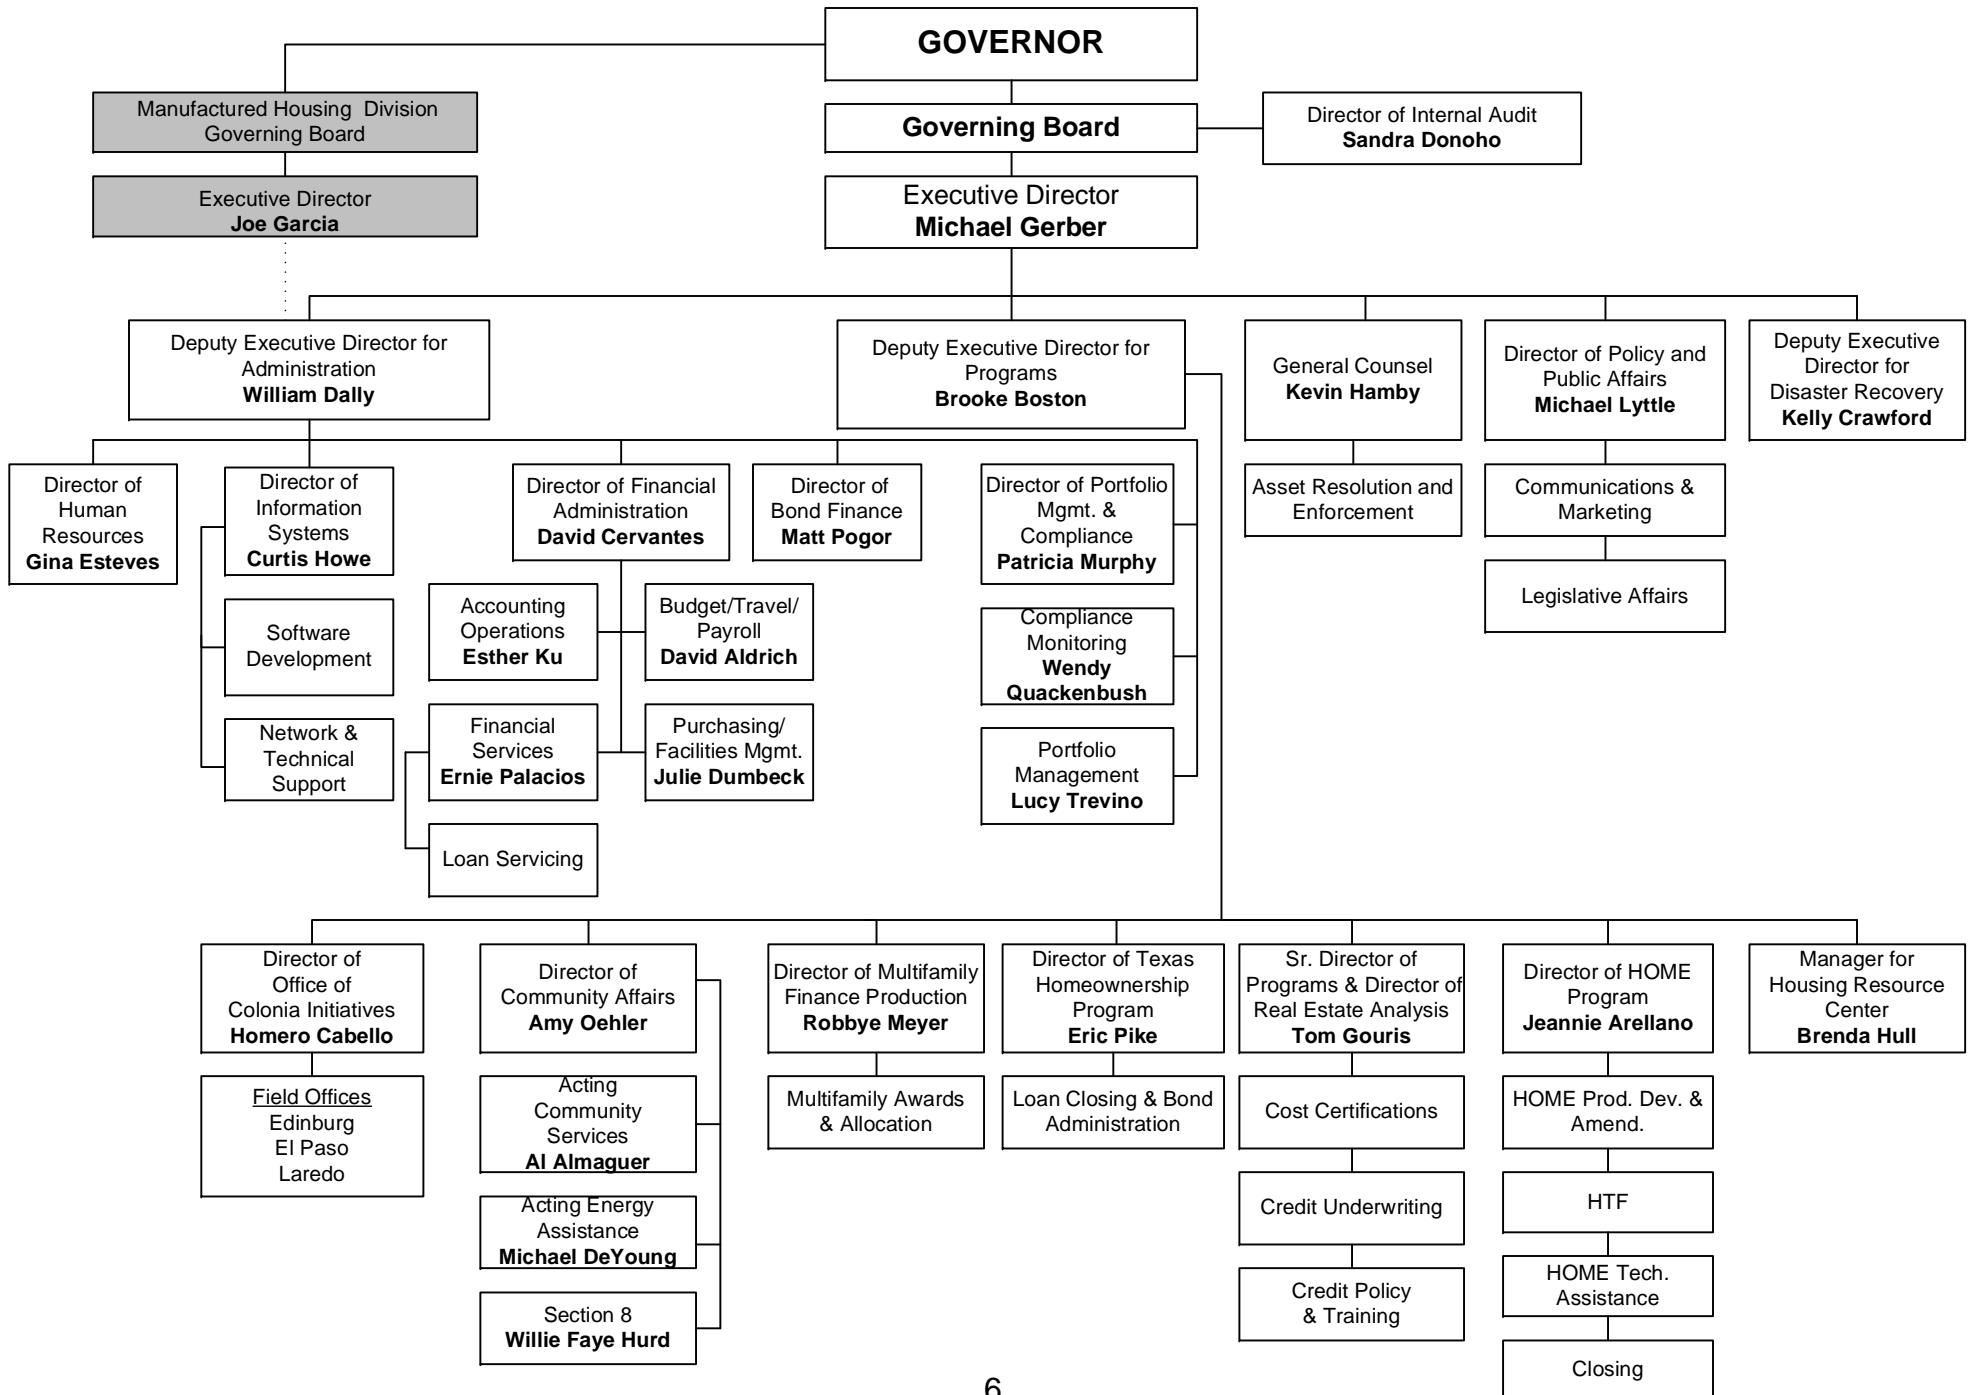 GOVERNOR
Manufactured Housing Division
Governing Board
Governing Board
Director of Internal Audit
Sandra Donoho
Executive Director
Joe Garcia
Executive Director
Michael Gerber
Deputy Executive Director for
Administration
William Dally
Deputy Executive Director for
Programs
Brooke Boston
General Counsel
Kevin Hamby
Director of Policy and
Public Affairs
Michael Lyttle
Deputy Executive
Director for
Disaster Recovery
Kelly Crawford
Director of
Human
Resources
Gina Esteves
Director of
Information
Systems
Curtis Howe
Director of Financial
Administration
David Cervantes
Director of
Bond Finance
Matt Pogor
Director of Portfolio
Mgmt. &
Compliance
Patricia Murphy
Asset Resolution and
Enforcement
Communications &
Marketing
Legislative Affairs
Software
Development
Accounting
Operations
Esther Ku
Budget/Travel/
Payroll
David Aldrich
Compliance
Monitoring
Wendy
Quackenbush
Network &
Technical
Support
Financial
Services
Ernie Palacios
Purchasing/
Facilities Mgmt.
Julie Dumbeck
Portfolio
Management
Lucy Trevino
Loan Servicing
Director of
Office of
Colonia Initiatives
Homero Cabello
Director of
Community Affairs
Amy Oehler
Director of Multifamily
Finance Production
Robbye Meyer
Director of Texas
Homeownership
Program
Eric Pike
Sr. Director of
Programs & Director of
Real Estate Analysis
Tom Gouris
Director of HOME
Program
Jeannie Arellano
Manager for
Housing Resource
Center
Brenda Hull
Field Offices
Edinburg
El Paso
Laredo
Acting
Community
Services
Al Almaguer
Multifamily Awards
& Allocation
Loan Closing & Bond
Administration
Cost Certifications
HOME Prod. Dev. &
Amend.
Acting Energy
Assistance
Michael DeYoung
Credit Underwriting
HTF
Section 8
Willie Faye Hurd
Credit Policy
& Training
HOME Tech.
Assistance
Closing
6